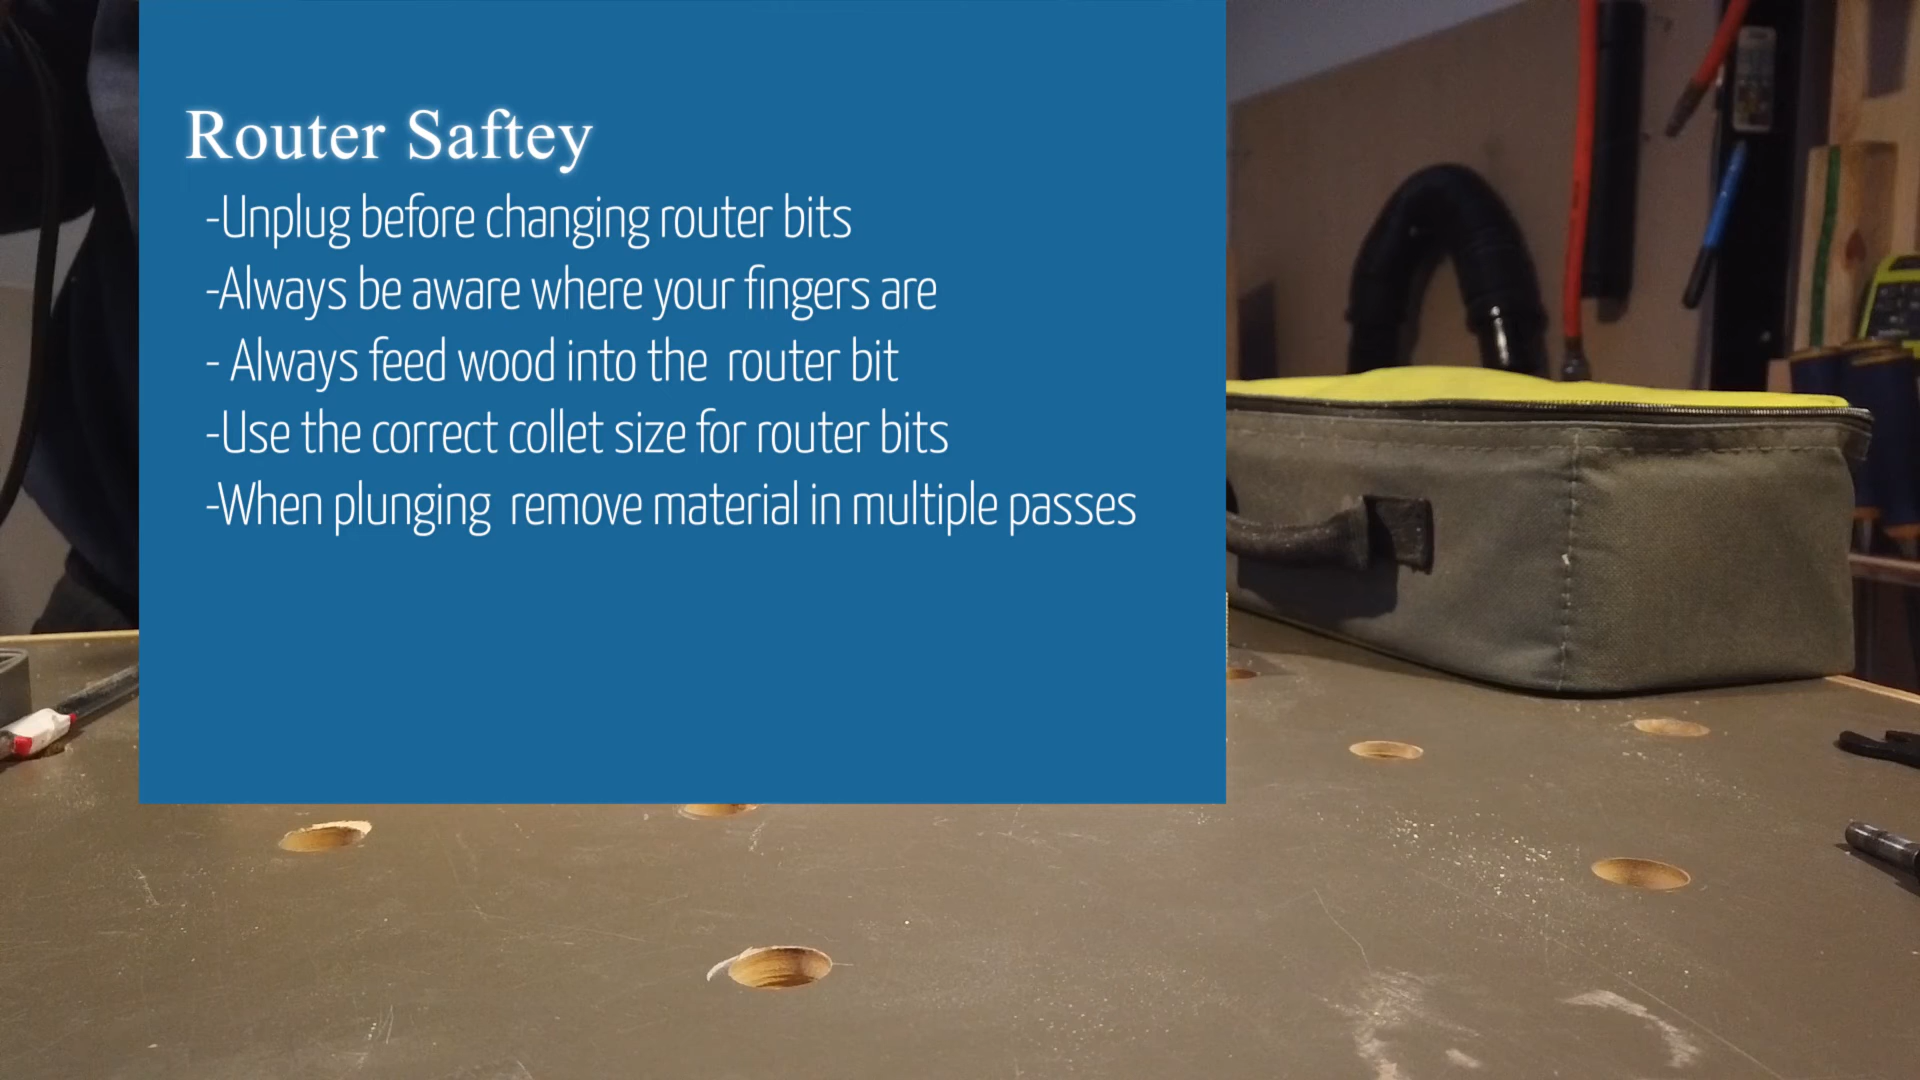 Router Saftey
-Unplug before changing router bits
-Always be aware where your fingers are
- Always feed wood into the router bit
-Use the correct collet size for router bits
-When plunging remove material in multiple passes